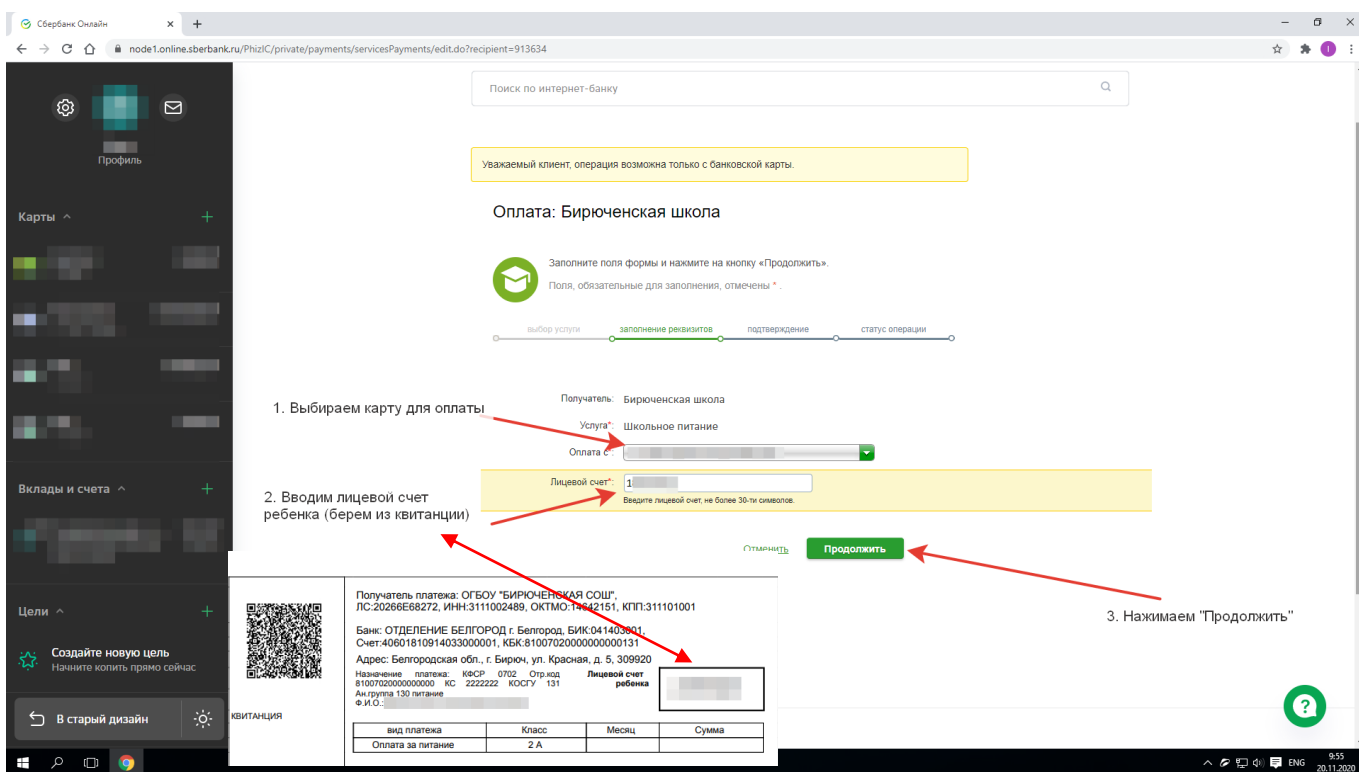 Сбербанк Онлайн
node1.online.sberbank.ru/PhizIC/private/payments/servicesPayments/edit.do?recipient=913634
Профиль
Карты
Вклады и счета
Цели
Создайте новую цель
Начните копить прямо сейчас
В старый дизайн
Поиск по интернет-банку
Уважаемый клиент, операция возможна только с банковской карты.
Оплата: Бирюченская школа
Заполните поля формы и нажмите на кнопку «Продолжить».
Поля, обязательные для заполнения, отмечены * .
выбор услуги заполнение реквизитов подтверждение статус операции
Получатель: Бирюченская школа
1. Выбираем карту для оплаты
Услуга*: Школьное питание
Оплата с*:
Лицевой счет*: 1
Введите лицевой счет, не более 30-ти символов.
2. Вводим лицевой счет
ребенка (берем из квитанции)
Отменить Продолжить
3. Нажимаем "Продолжить"
Получатель платежа: ОГБОУ "БИРЮЧЕНСКАЯ СОШ",
ЛС:20266Е68272, ИНН:3111002489, ОКТМО:14642151, КПП:311101001
Банк: ОТДЕЛЕНИЕ БЕЛГОРОД г. Белгород, БИК:041403001,
Счет:40601810914033000001, КБК:81007020000000000131
Адрес: Белгородская обл., г. Бирюч, ул. Красная, д. 5, 309920
Назначение платежа: КФСР 0702 Отр.код
81007020000000 КС 2222222 КОСГУ 131
Ан.группа 130 питание
Ф.И.О.:
Лицевой счет
ребенка
КВИТАНЦИЯ
вид платежа Класс Месяц Сумма
Оплата за питание 2 А
ENG
9:55
20.11.2020